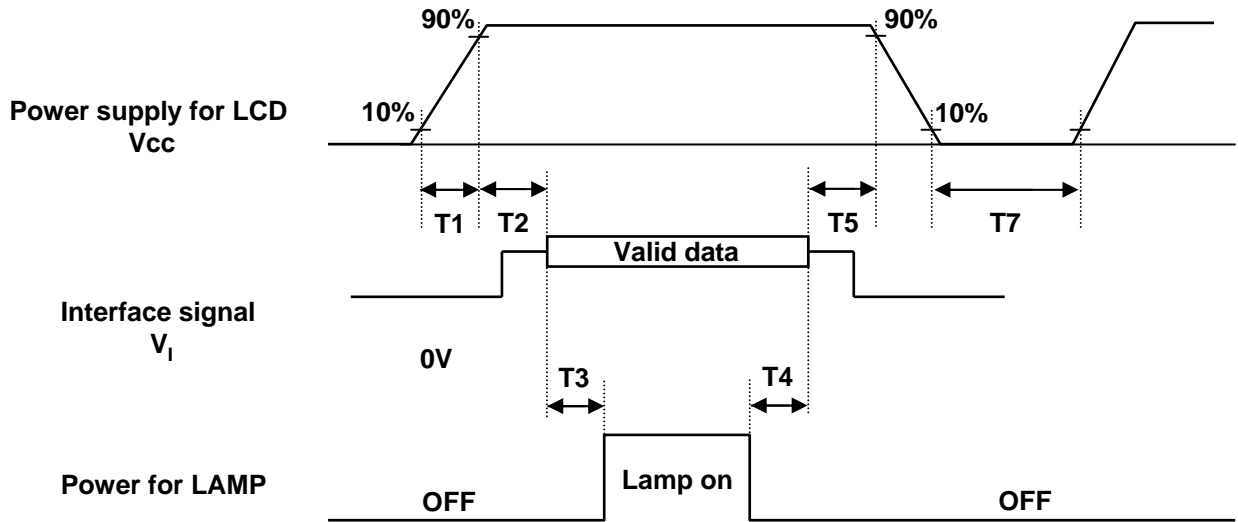 90%
90%
Power supply for LCD
Vcc
10%
10%
T1
T2
T5
T7
Valid data
Interface signal
VI
0V
T3
T4
Power for LAMP
OFF
Lamp on
OFF